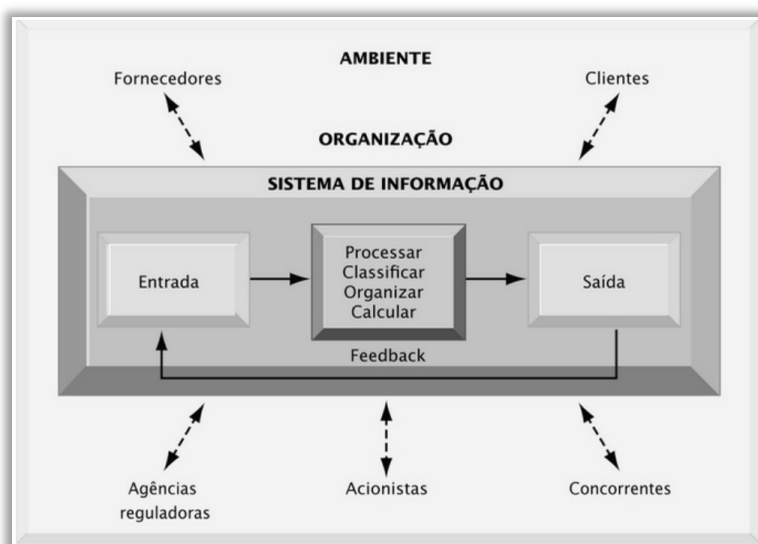 AMBIENTE
Fornecedores
Clientes
ORGANIZAÇÃO
SISTEMA DE INFORMAÇÃO
Entrada
Processar
Classificar
Organizar
Calcular
Saída
Feedback
Agências
reguladoras
Acionistas
Concorrentes